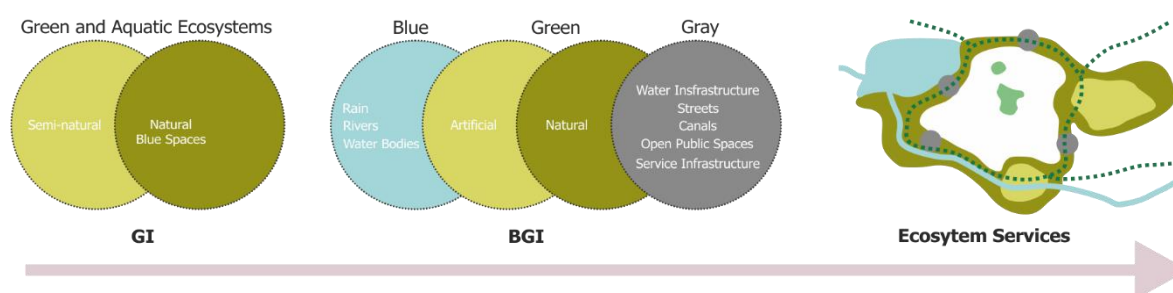 Green and Aquatic Ecosystems
Semi-natural
Natural
Blue Spaces
GI
Blue
Green
Gray
Rain
Rivers
Water Bodies
Artificial
Natural
Water Insfrastructure
Streets
Canals
Open Public Spaces
Service Infrastructure
BGI
Ecosytem Services